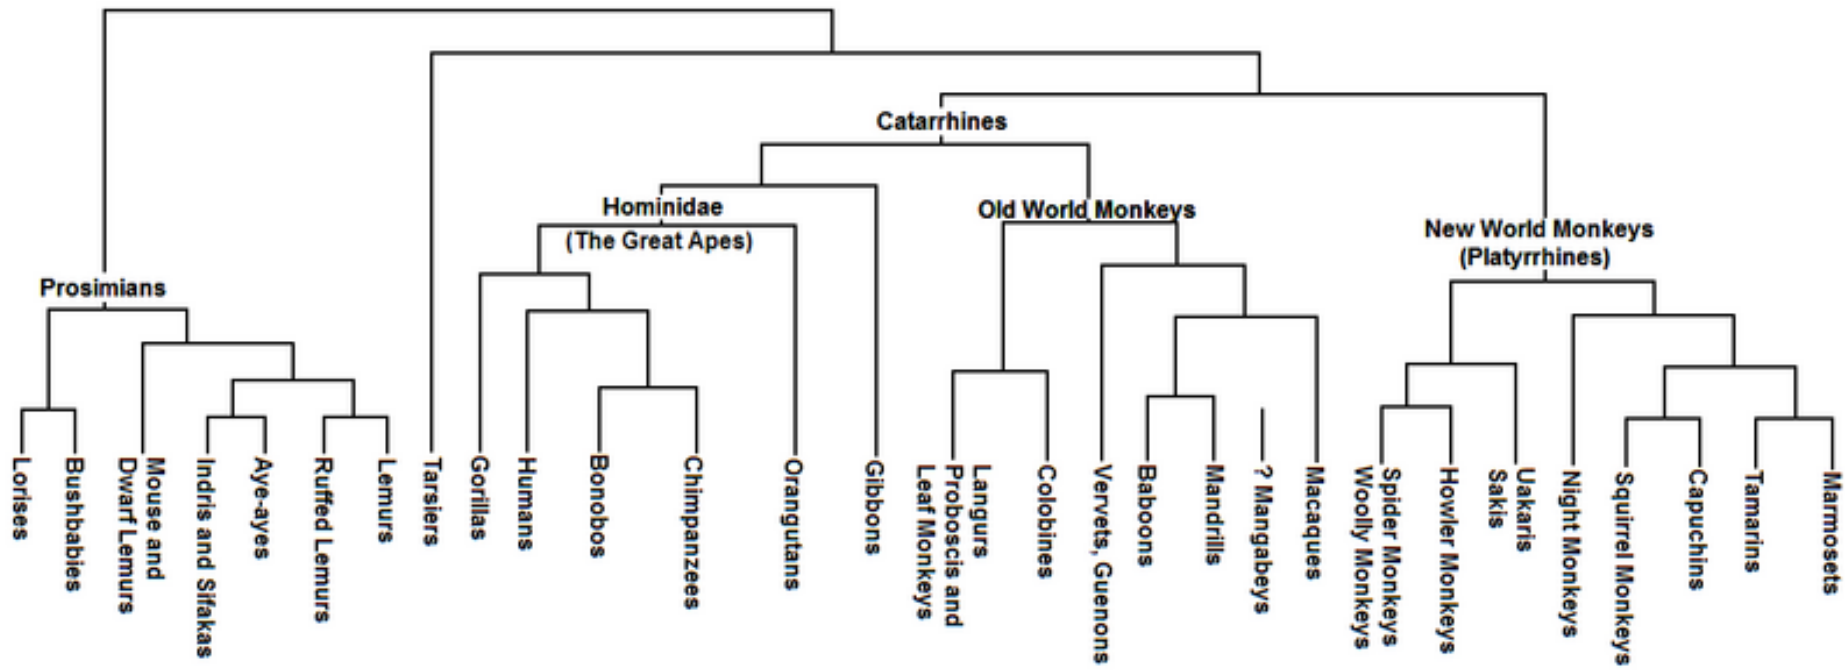 Catarrhines
Hominidae
(The Great Apes)
Old World Monkeys
New World Monkeys
(Platyrrhines)
Prosimians
Lorises
Bushbabies
Mouse and
Dwarf Lemurs
Indris and Sifakas
Aye-ayes
Ruffed Lemurs
Lemurs
Tarsiers
Gorillas
Humans
Bonobos
Chimpanzees
Orangutans
Gibbons
Langurs
Proboscis and
Leaf Monkeys
Colobines
Vervets, Guenons
Baboons
Mandrills
? Mangabeys
Macaques
Spider Monkeys
Woolly Monkeys
Howler Monkeys
Uakaris
Sakis
Night Monkeys
Squirrel Monkeys
Capuchins
Tamarins
Marmosets